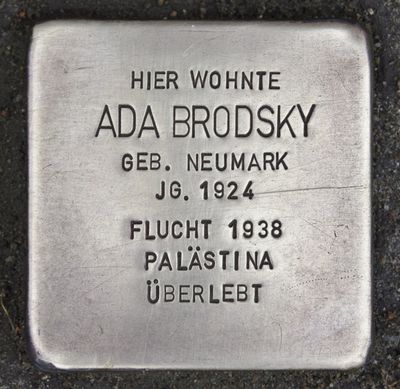 HIER WOHNTE
ADA BRODSKY
GEB. NEUMARK
JG. 1924
FLUCHT 1938
PALÄSTINA
ÜBERLEBT